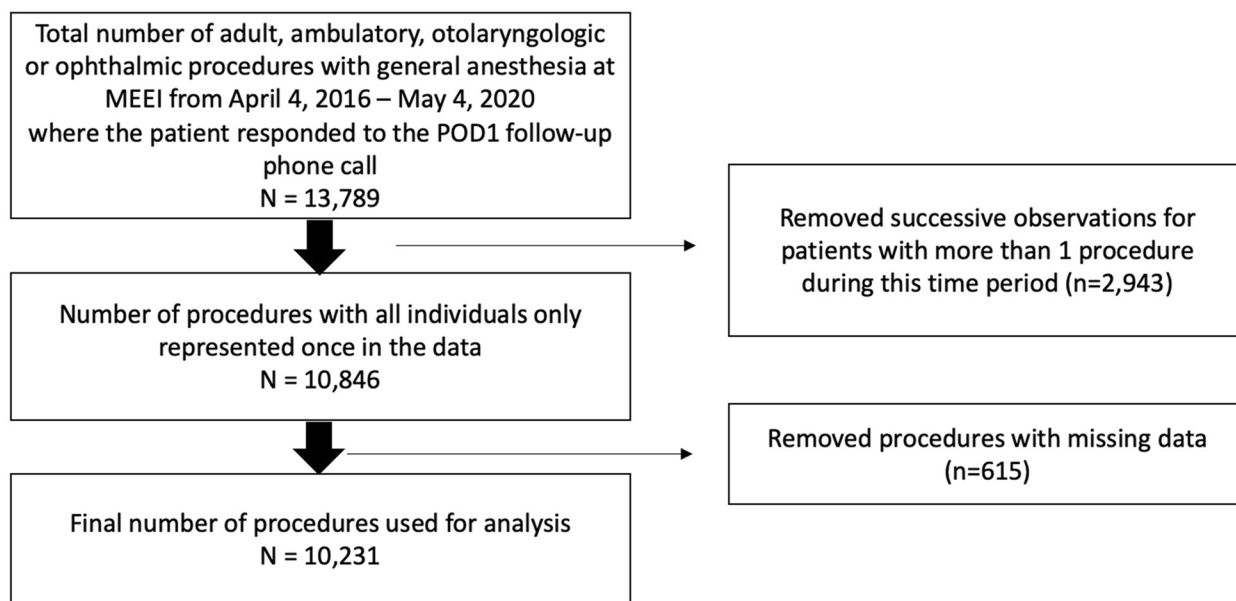 Total number of adult, ambulatory, otolaryngologic
or ophthalmic procedures with general anesthesia at
MEEI from April 4, 2016 – May 4, 2020
where the patient responded to the POD1 follow-up
phone call
N = 13,789
Removed successive observations for
patients with more than 1 procedure
during this time period (n=2,943)
Number of procedures with all individuals only
represented once in the data
N = 10,846
Removed procedures with missing data
(n=615)
Final number of procedures used for analysis
N = 10,231